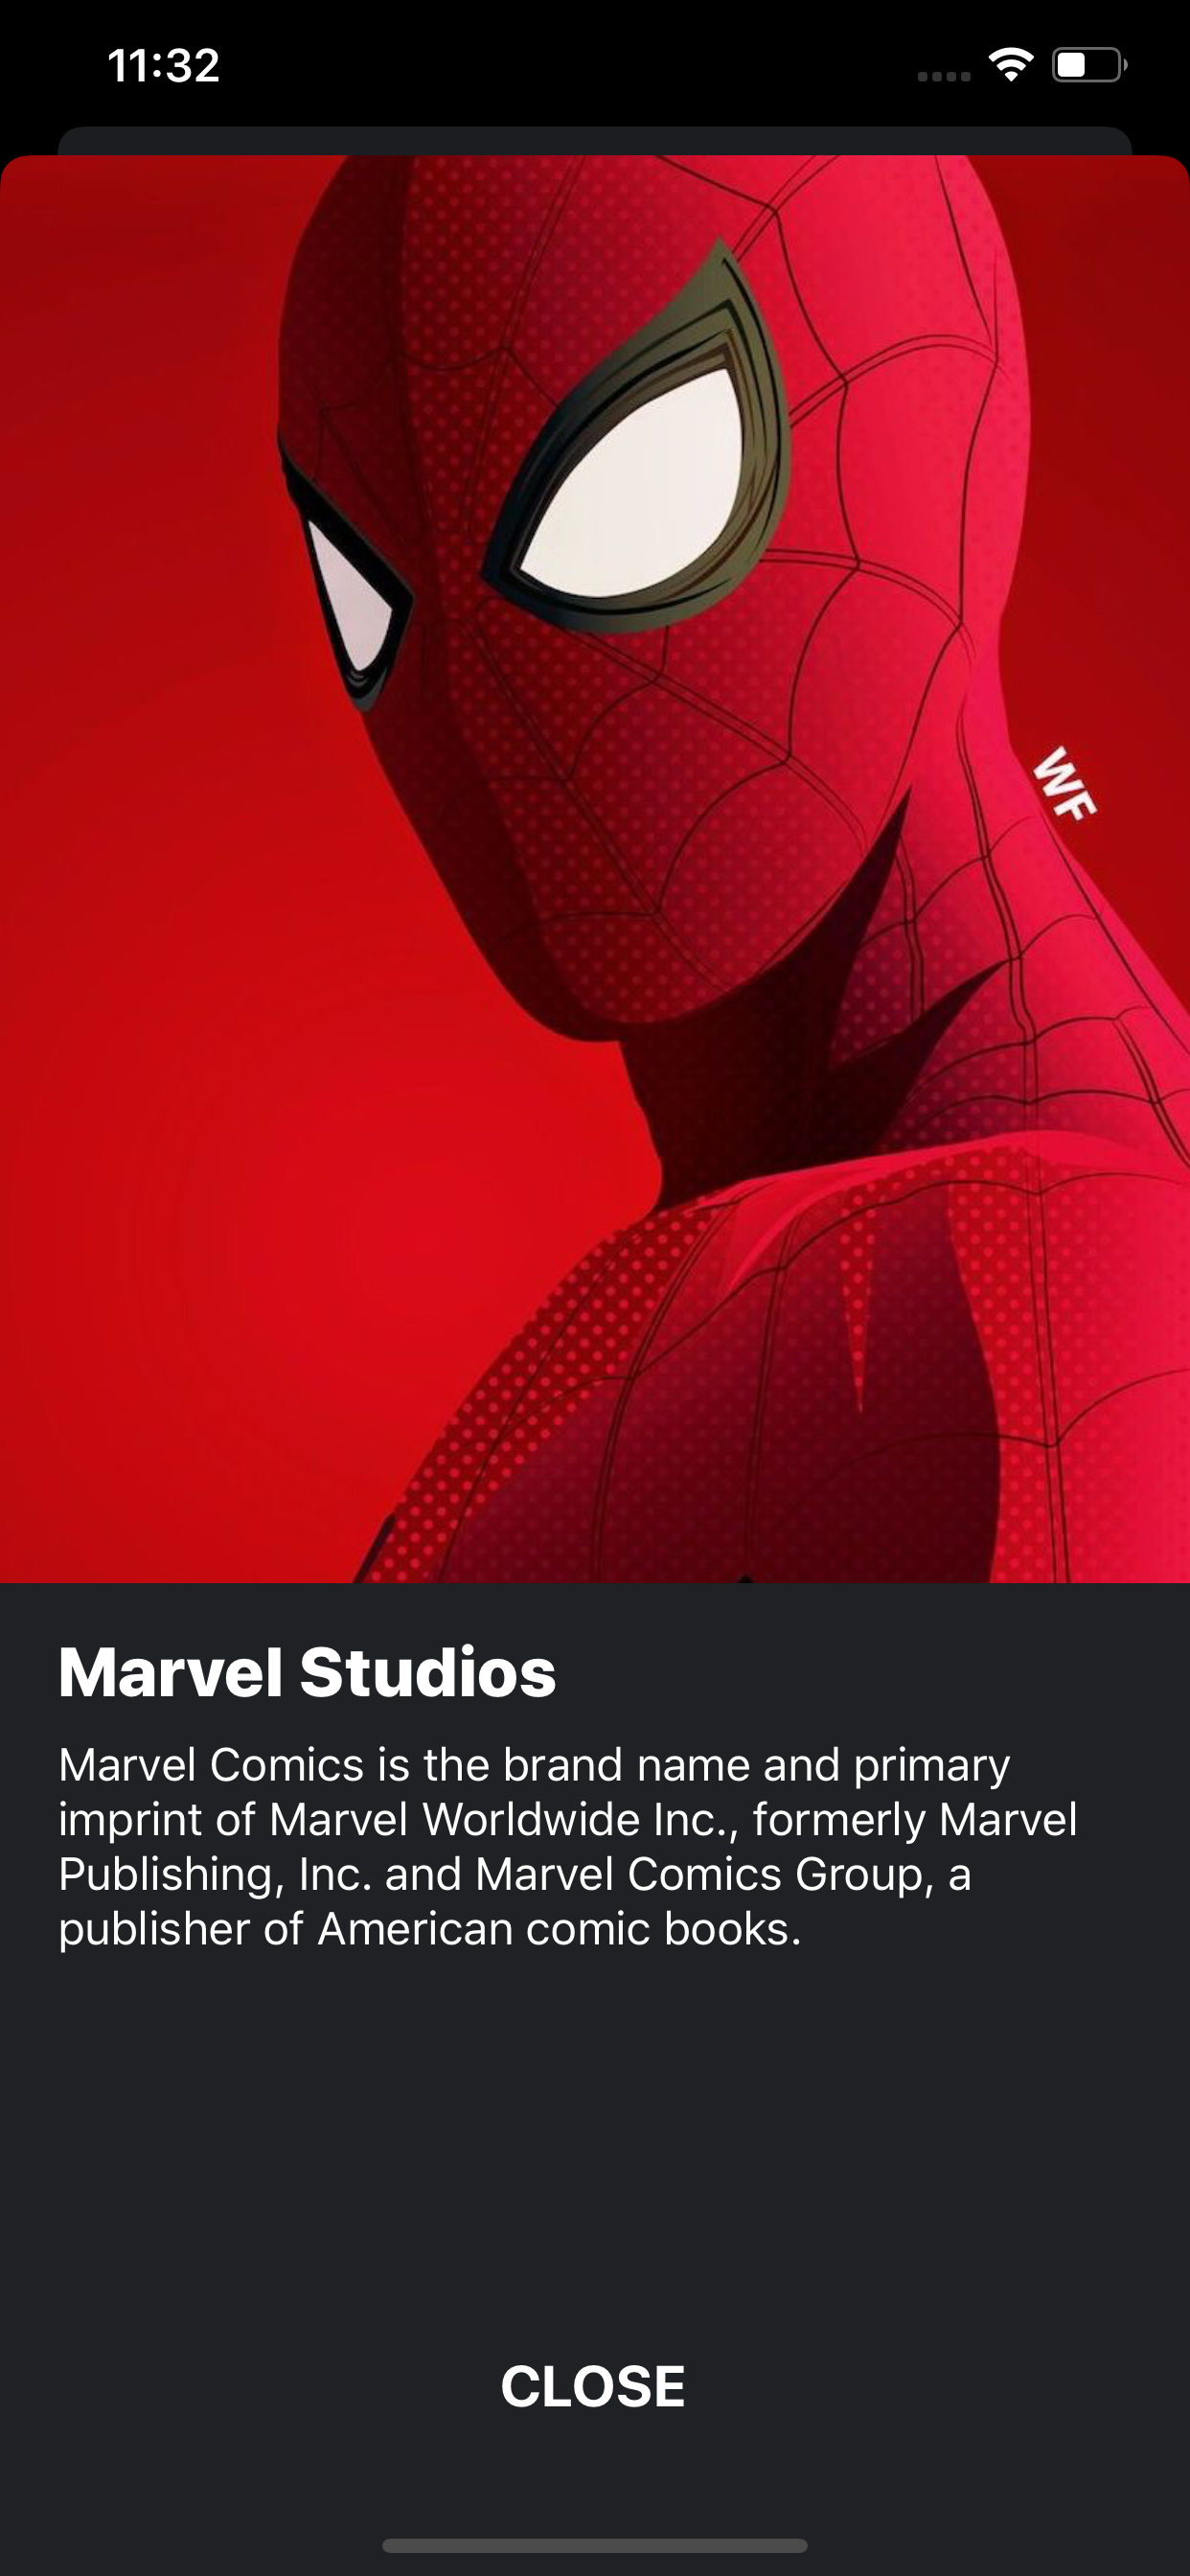 11:32
WF
Marvel Studios
Marvel Comics is the brand name and primary
imprint of Marvel Worldwide Inc., formerly Marvel
Publishing, Inc. and Marvel Comics Group, a
publisher of American comic books.
CLOSE